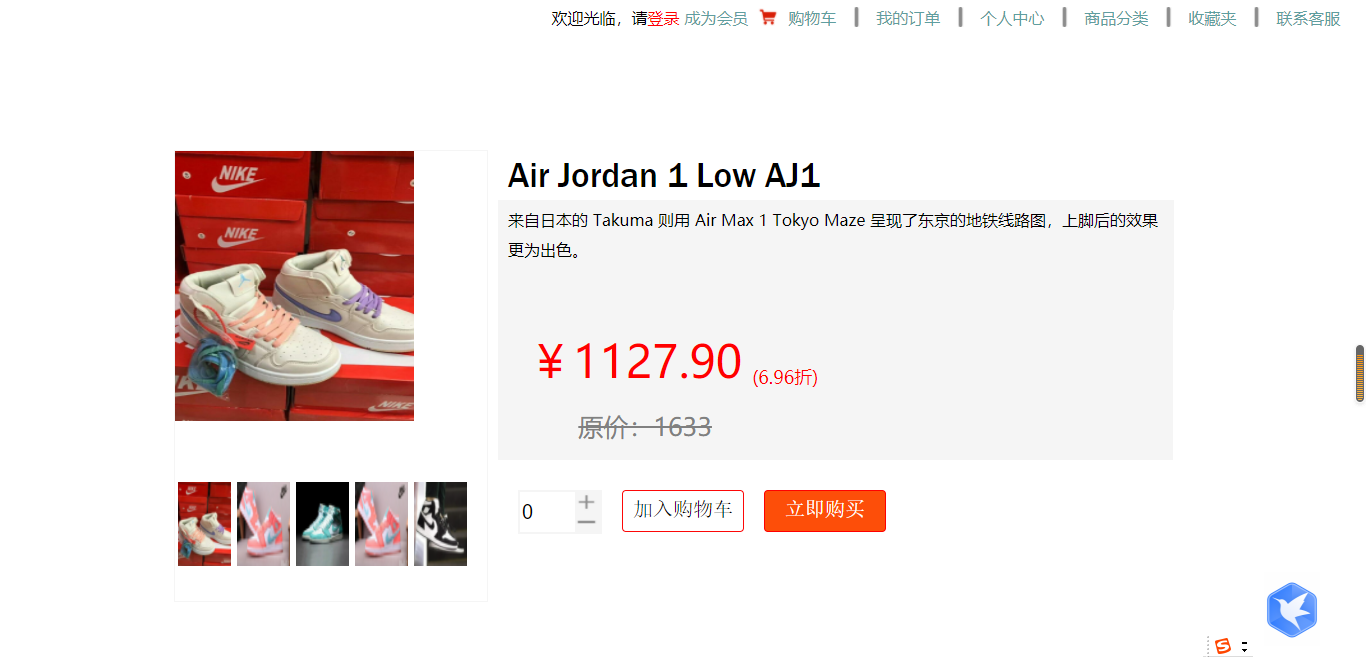 欢迎光临，请登录 成为会员 购物车 我的订单 个人中心 商品分类 收藏夹 联系客服
NIKE
NIKE
NIKE
Air Jordan 1 Low AJ1
来自日本的 Takuma 则用 Air Max 1 Tokyo Maze 呈现了东京的地铁线路图，上脚后的效果
更为出色。
￥1127.90 (6.96折)
原价：1633
0 + − 加入购物车 立即购买